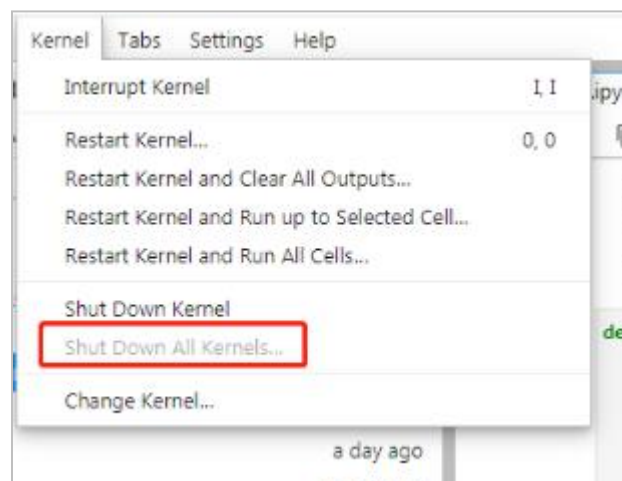 Kernel Tabs Settings Help
Interrupt Kernel I, I
.ipy
Restart Kernel... 0, 0
Restart Kernel and Clear All Outputs...
Restart Kernel and Run up to Selected Cell...
Restart Kernel and Run All Cells...
Shut Down Kernel
de
Shut Down All Kernels...
Change Kernel...
a day ago